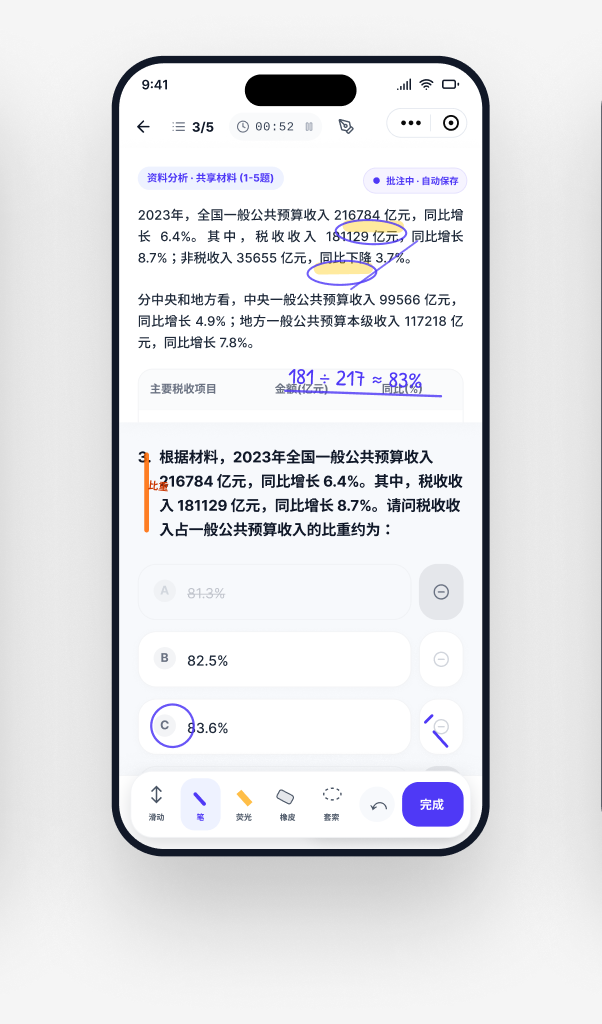 9:41
3/5
00:52
资料分析 · 共享材料 (1-5题)
批注中 · 自动保存
2023年，全国一般公共预算收入 216784 亿元，同比增
长 6.4%。其中，税收收入 181129 亿元，同比增长
8.7%；非税收入 35655 亿元，同比下降 3.7%。
分中央和地方看，中央一般公共预算收入 99566 亿元，
同比增长 4.9%；地方一般公共预算本级收入 117218 亿
元，同比增长 7.8%。
181 ÷ 217 ≈ 83%
主要税收项目 金额(亿元) 同比(%)
3. 根据材料，2023年全国一般公共预算收入
216784 亿元，同比增长 6.4%。其中，税收收
比重
入 181129 亿元，同比增长 8.7%。请问税收收
入占一般公共预算收入的比重约为：
A 81.3%
B 82.5%
C 83.6%
滑动 笔 荧光 橡皮 套索 完成